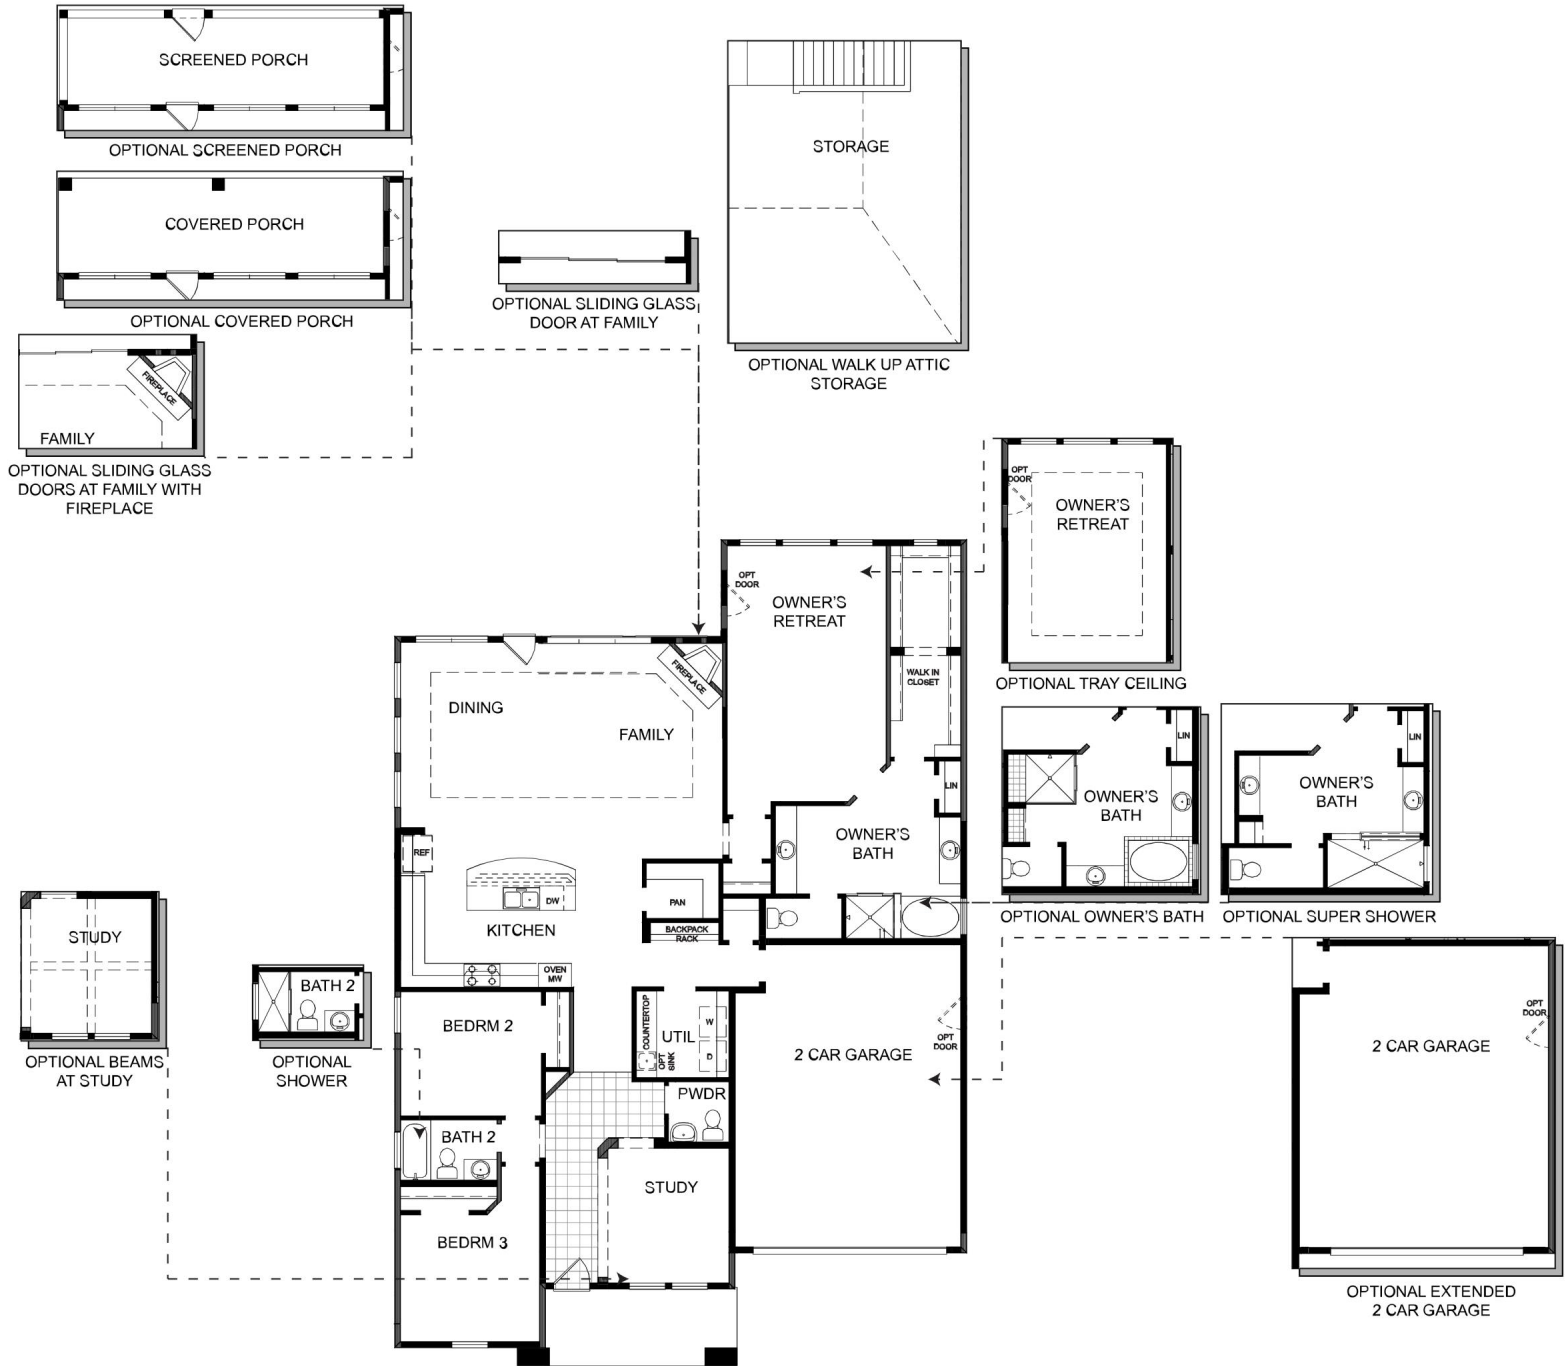 SCREENED PORCH
OPTIONAL SCREENED PORCH
COVERED PORCH
OPTIONAL COVERED PORCH
FIREPLACE
FAMILY
OPTIONAL SLIDING GLASS
DOORS AT FAMILY WITH
FIREPLACE
OPTIONAL SLIDING GLASS
DOOR AT FAMILY
STORAGE
OPTIONAL WALK UP ATTIC
STORAGE
OPT
DOOR
OWNER'S
RETREAT
OPTIONAL TRAY CEILING
OPT
DOOR
OWNER'S
RETREAT
WALK IN
CLOSET
FIREPLACE
DINING
FAMILY
LIN
OWNER'S
BATH
LIN
OWNER'S
BATH
OPTIONAL OWNER'S BATH
LIN
OWNER'S
BATH
OPTIONAL SUPER SHOWER
REF
DW
KITCHEN
PAN
BACKPACK
RACK
OVEN
MW
STUDY
OPTIONAL BEAMS
AT STUDY
BATH 2
OPTIONAL
SHOWER
BEDRM 2
COUNTERTOP
OPT
SINK
UTIL
W
D
2 CAR GARAGE
OPT
DOOR
PWDR
BATH 2
STUDY
BEDRM 3
OPT
DOOR
2 CAR GARAGE
OPTIONAL EXTENDED
2 CAR GARAGE